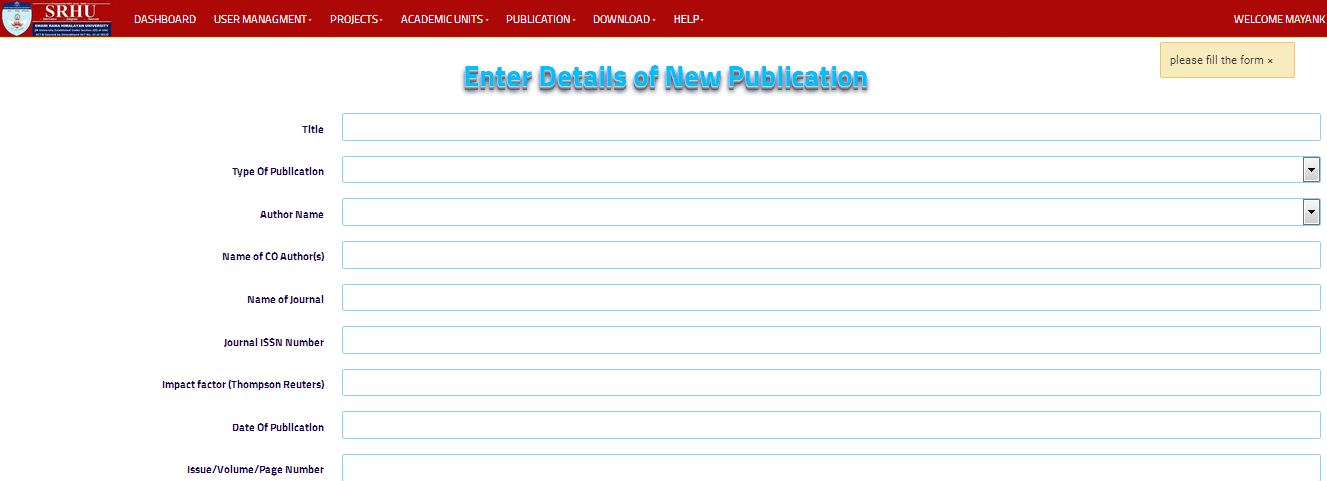 SRHU
SWAMI RAMA HIMALAYAN UNIVERSITY
DASHBOARD USER MANAGMENT PROJECTS ACADEMIC UNITS PUBLICATION DOWNLOAD HELP WELCOME MAYANK
please fill the form ×
Enter Details of New Publication
Title
Type Of Publication
Author Name
Name of CO Author(s)
Name of Journal
Journal ISSN Number
Impact factor (Thompson Reuters)
Date Of Publication
Issue/Volume/Page Number